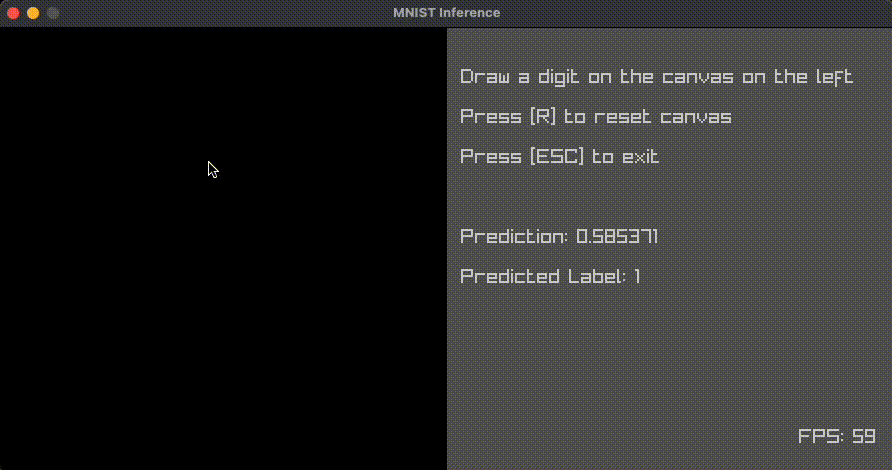 MNIST Inference
Draw a digit on the canvas on the left
Press [R] to reset canvas
Press [ESC] to exit
Prediction: 0.585371
Predicted Label: 1
FPS: 59